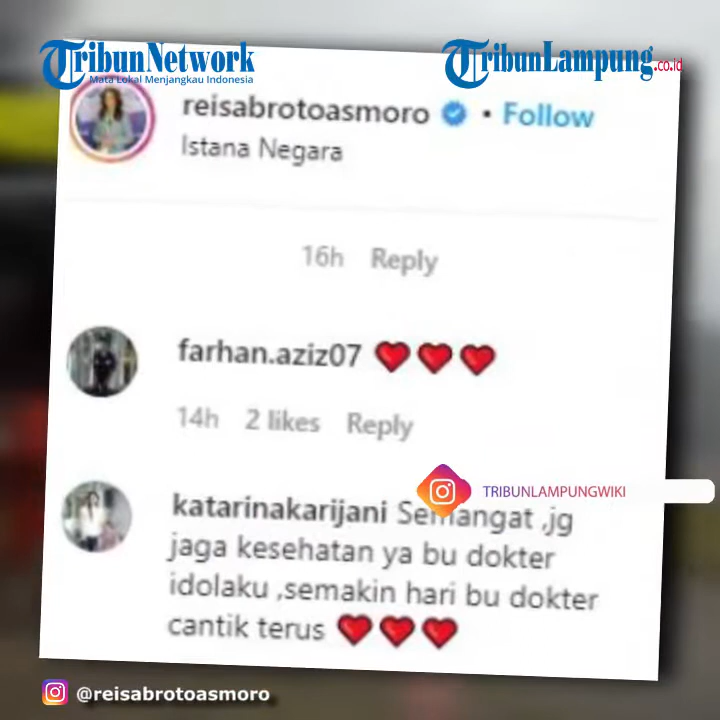 TribunNetwork
Mata Lokal Menjangkau Indonesia
TribunLampung.co.id
reisabrotoasmoro • Follow
Istana Negara
16h Reply
farhan.aziz07 ❤❤❤
14h 2 likes Reply
TRIBUNLAMPUNGWIKI
katarinakarijani Semangat ,jg
jaga kesehatan ya bu dokter
idolaku ,semakin hari bu dokter
cantik terus ❤❤❤
@reisabrotoasmoro